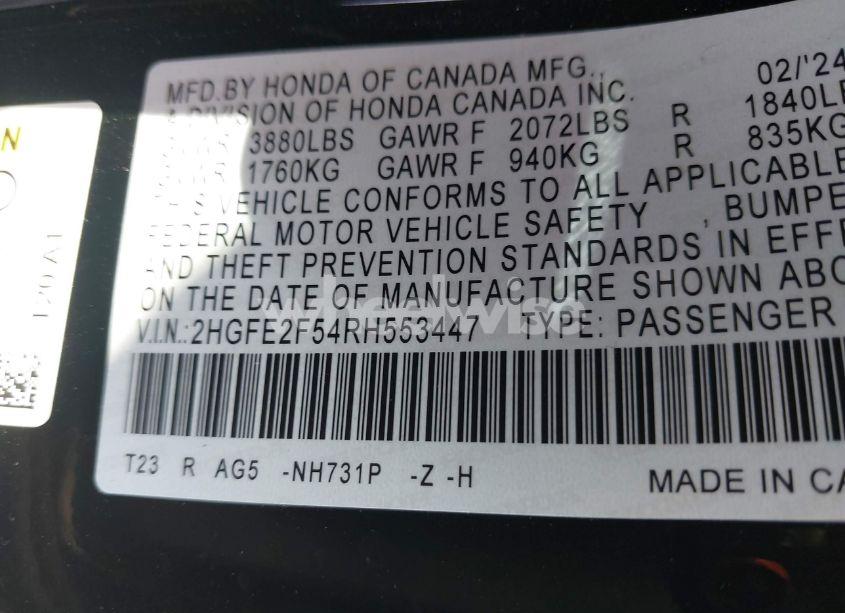 MFD.BY HONDA OF CANADA MFG., 02/'24
A DIVISION OF HONDA CANADA INC.
3880LBS GAWR F 2072LBS R 1840LB
1760KG GAWR F 940KG R 835KG
VEHICLE CONFORMS TO ALL APPLICABLE
FEDERAL MOTOR VEHICLE SAFETY , BUMPE
AND THEFT PREVENTION STANDARDS IN EFFE
ON THE DATE OF MANUFACTURE SHOWN ABO
wheelwise
V.I.N.:2HGFE2F54RH553447 TYPE: PASSENGER
T23 R AG5 -NH731P -Z -H
MADE IN CA
N